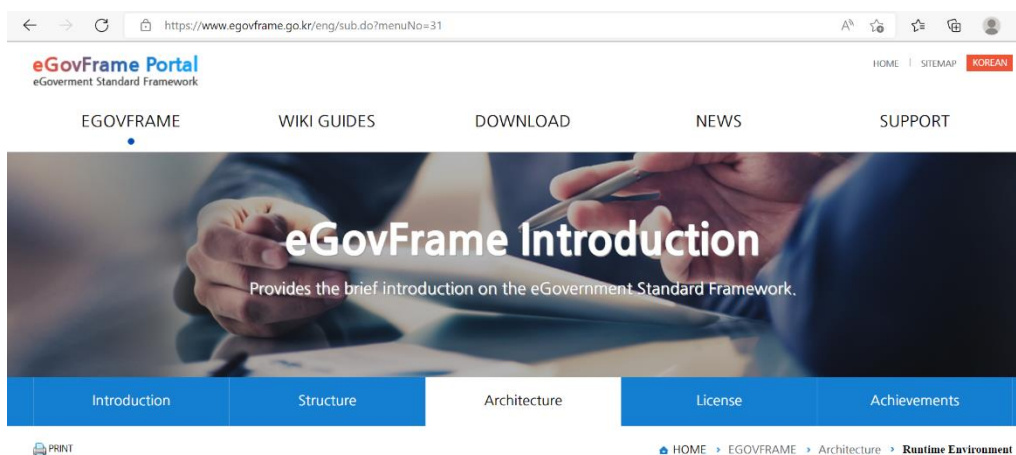 https://www.egovframe.go.kr/eng/sub.do?menuNo=31
eGovFrame Portal
eGoverment Standard Framework
HOME | SITEMAP KOREAN
EGOVFRAME WIKI GUIDES DOWNLOAD NEWS SUPPORT
eGovFrame Introduction
Provides the brief introduction on the eGovernment Standard Framework.
Introduction Structure Architecture License Achievements
PRINT HOME > EGOVFRAME > Architecture > Runtime Environment